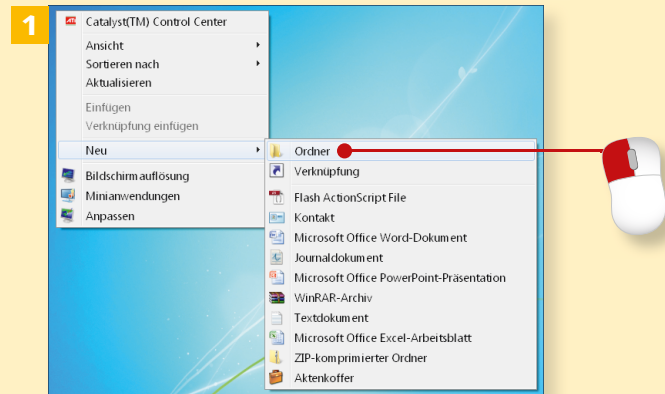 1
Catalyst(TM) Control Center
Ansicht
Sortieren nach
Aktualisieren
Einfügen
Verknüpfung einfügen
Neu
Bildschirmauflösung
Minianwendungen
Anpassen
Ordner
Verknüpfung
Flash ActionScript File
Kontakt
Microsoft Office Word-Dokument
Journaldokument
Microsoft Office PowerPoint-Präsentation
WinRAR-Archiv
Textdokument
Microsoft Office Excel-Arbeitsblatt
ZIP-komprimierter Ordner
Aktenkoffer